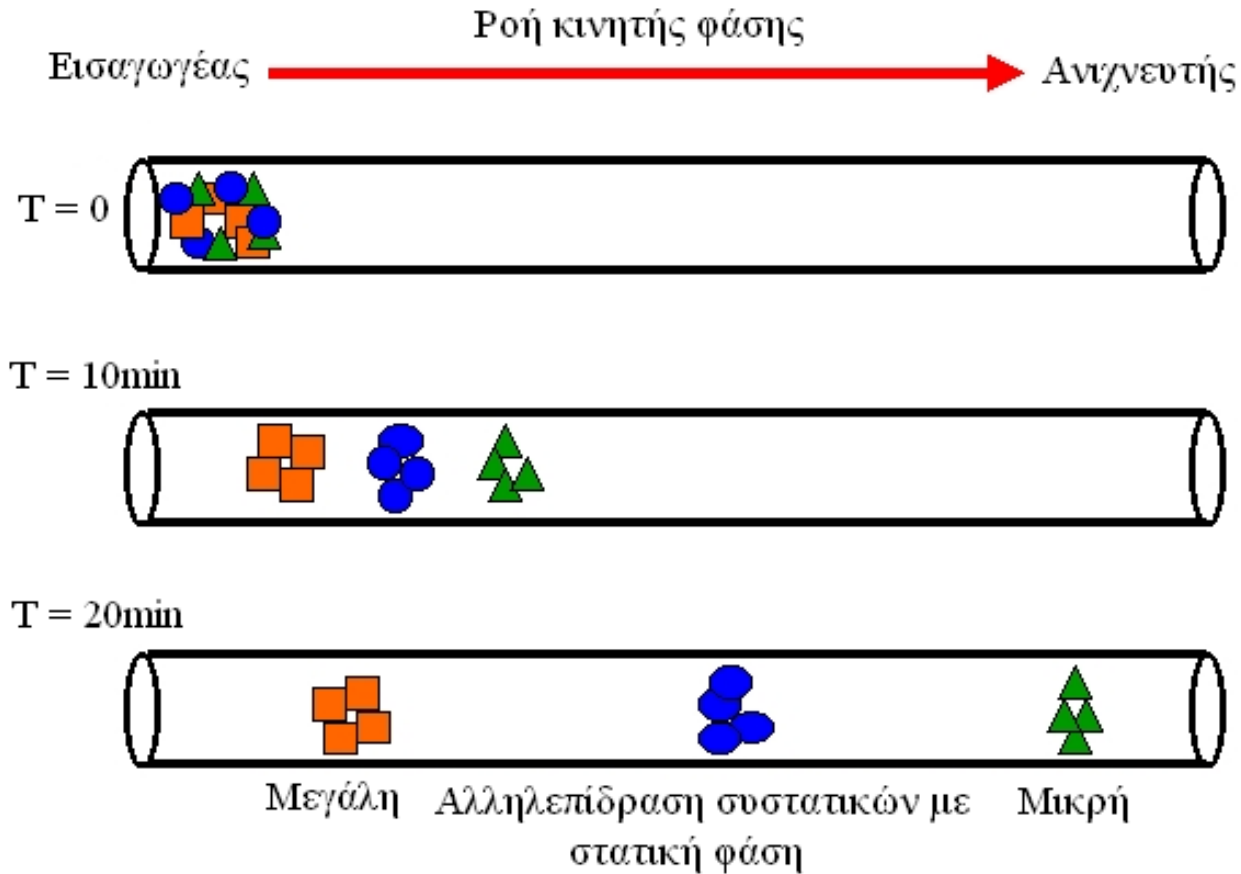 Ροή κινητής φάσης
Εισαγωγέας
Ανιχνευτής
T = 0
T = 10min
T = 20min
Μεγάλη
Αλληλεπίδραση συστατικών με
στατική φάση
Μικρή